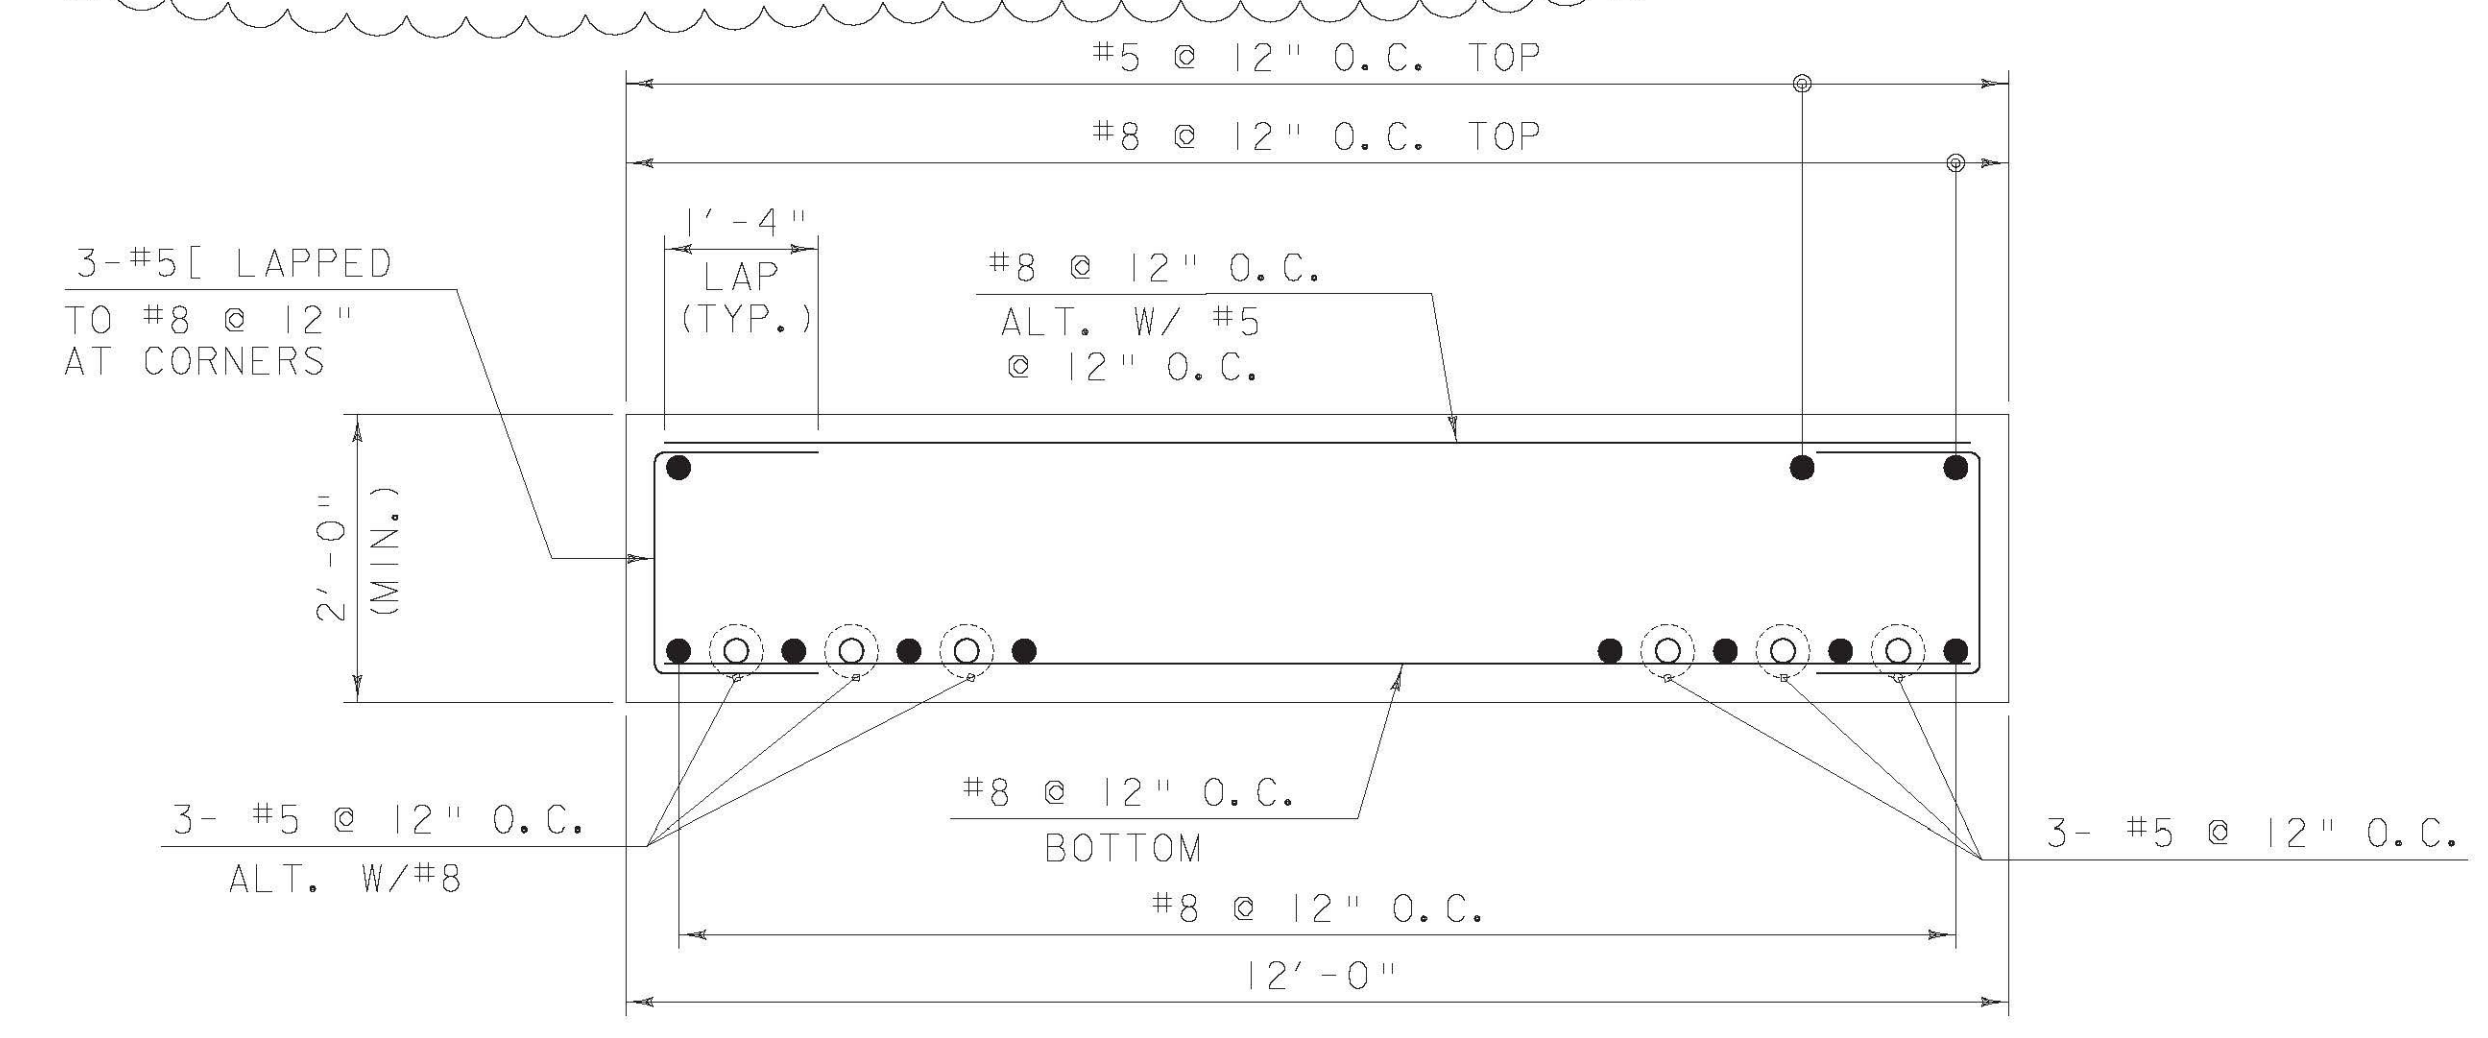 #5 @ 12" O.C. TOP
#8 @ 12" O.C. TOP
1'-4"
LAP
(TYP.)
3-#5[ LAPPED
TO #8 @ 12"
AT CORNERS
#8 @ 12" O.C.
ALT. W/ #5
@ 12" O.C.
2'-0"
(MIN.)
3- #5 @ 12" O.C.
ALT. W/#8
#8 @ 12" O.C.
BOTTOM
3- #5 @ 12" O.C.
#8 @ 12" O.C.
12'-0"